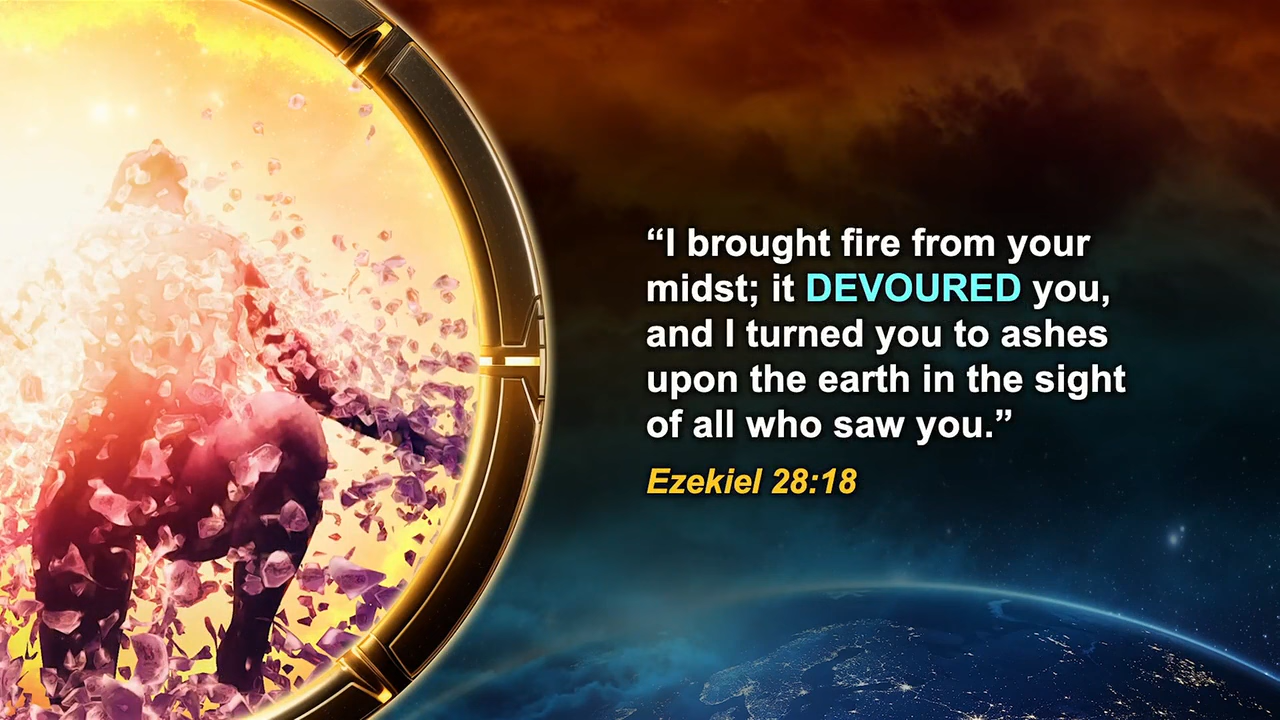 “I brought fire from your
midst; it DEVOURED you,
and I turned you to ashes
upon the earth in the sight
of all who saw you.”
Ezekiel 28:18